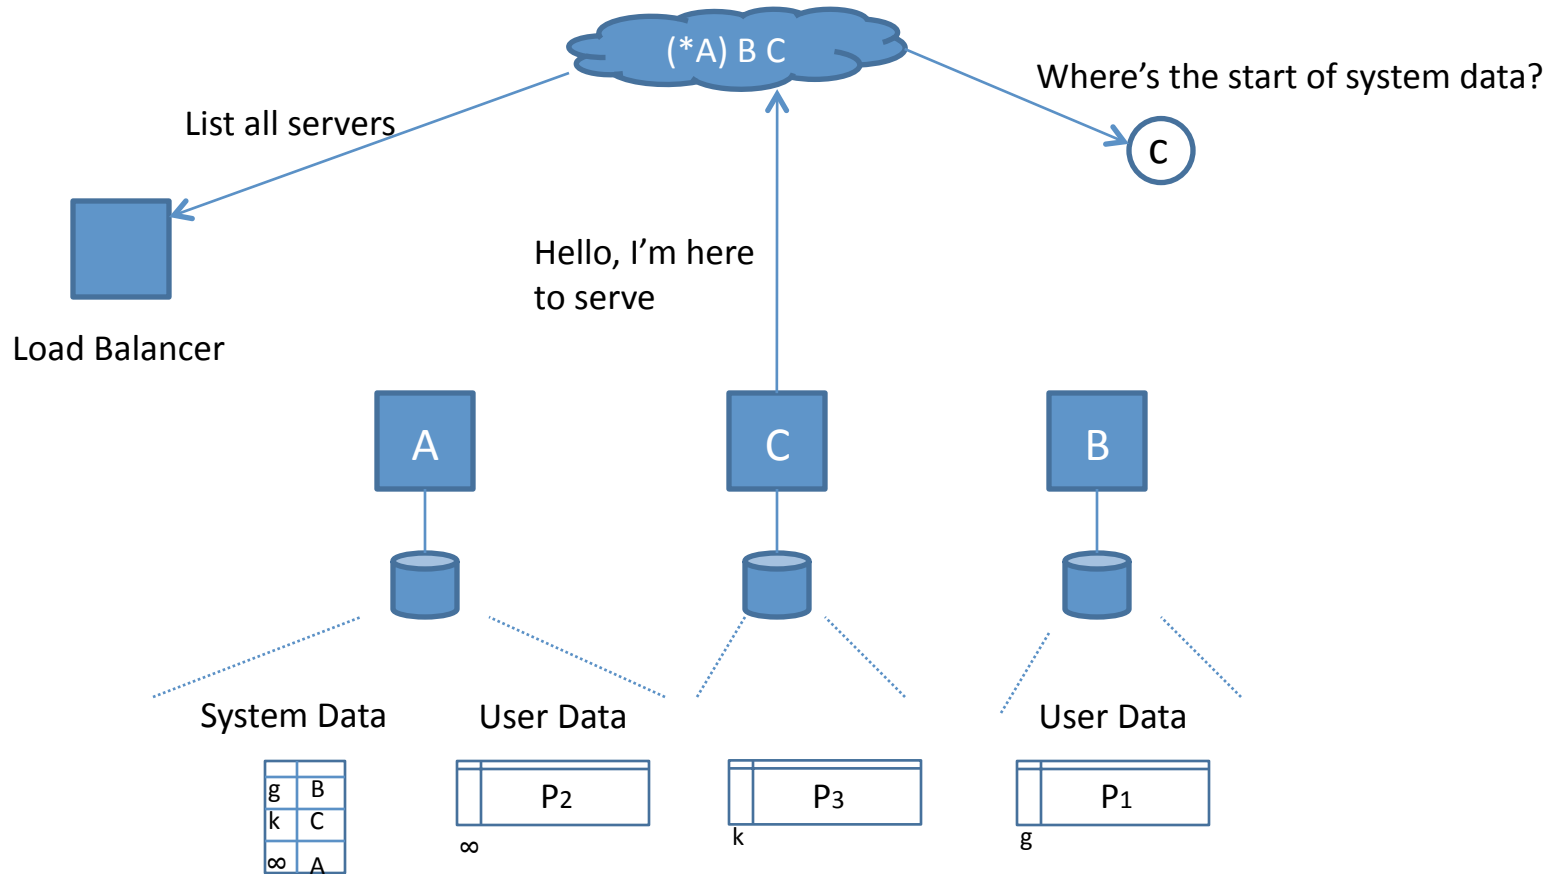 (*A) B C
Where's the start of system data?
List all servers
C
Hello, I'm here
to serve
Load Balancer
A
C
B
System Data
User Data
User Data
g B
k C
∞ A
P2
∞
P3
k
P1
g